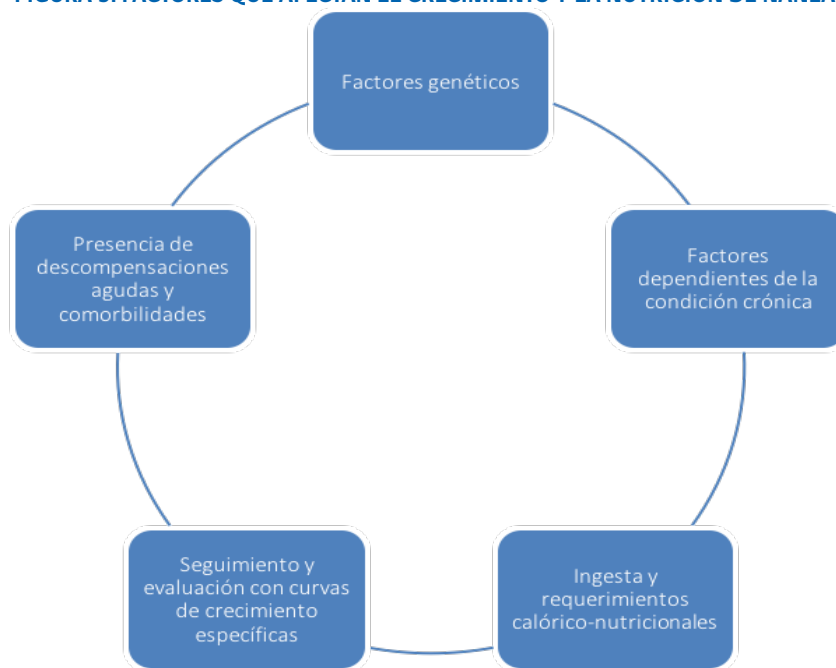 Factores genéticos
Factores
dependientes de la
condición crónica
Ingesta y
requerimientos
calórico-nutricionales
Seguimiento y
evaluación con curvas
de crecimiento
específicas
Presencia de
descompensaciones
agudas y
comorbilidades